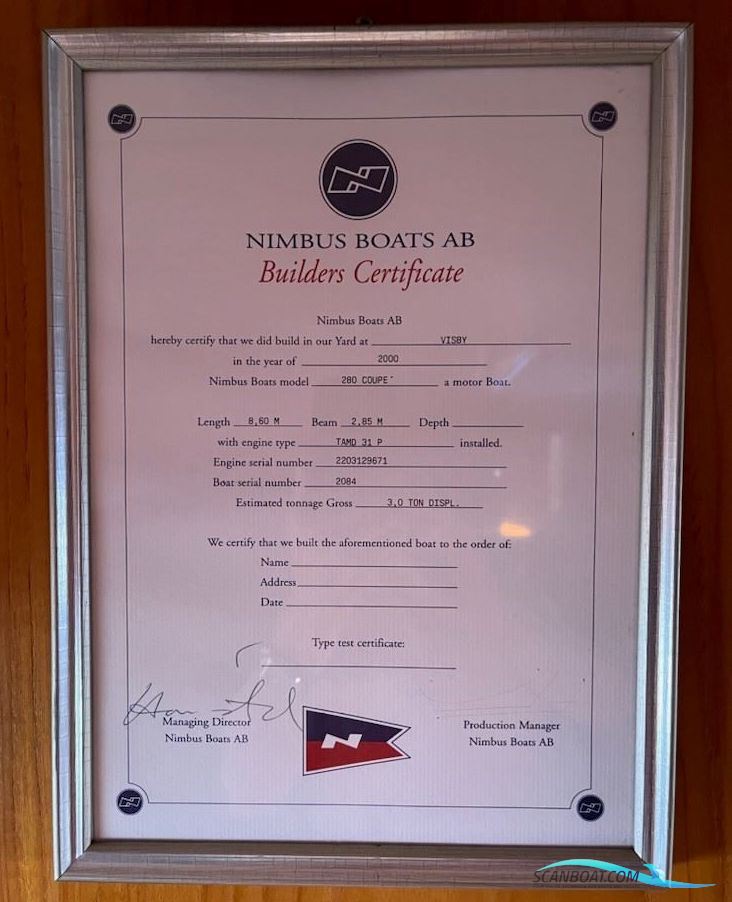 NIMBUS BOATS AB
Builders Certificate
Nimbus Boats AB
hereby certify that we did build in our Yard at VISBY
in the year of 2000
Nimbus Boats model 280 COUPE´ a motor Boat.
Length 8,60 M Beam 2,85 M Depth
with engine type TAMD 31 P installed.
Engine serial number 2203129671
Boat serial number 2084
Estimated tonnage Gross 3,0 TON DISPL.
We certify that we built the aforementioned boat to the order of:
Name
Address
Date
Type test certificate:
Managing Director
Nimbus Boats AB
Production Manager
Nimbus Boats AB
SCANBOAT.COM